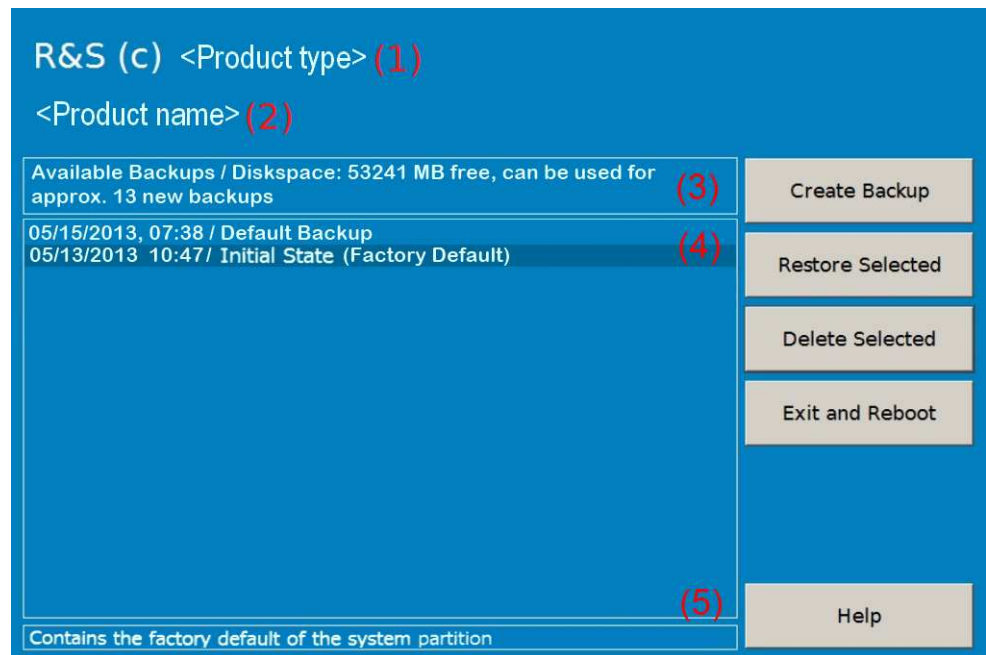 R&S (c) <Product type> (1)
<Product name> (2)
Available Backups / Diskspace: 53241 MB free, can be used for
approx. 13 new backups
(3)
05/15/2013, 07:38 / Default Backup
05/13/2013 10:47/ Initial State (Factory Default)
(4)
(5)
Contains the factory default of the system partition
Create Backup
Restore Selected
Delete Selected
Exit and Reboot
Help